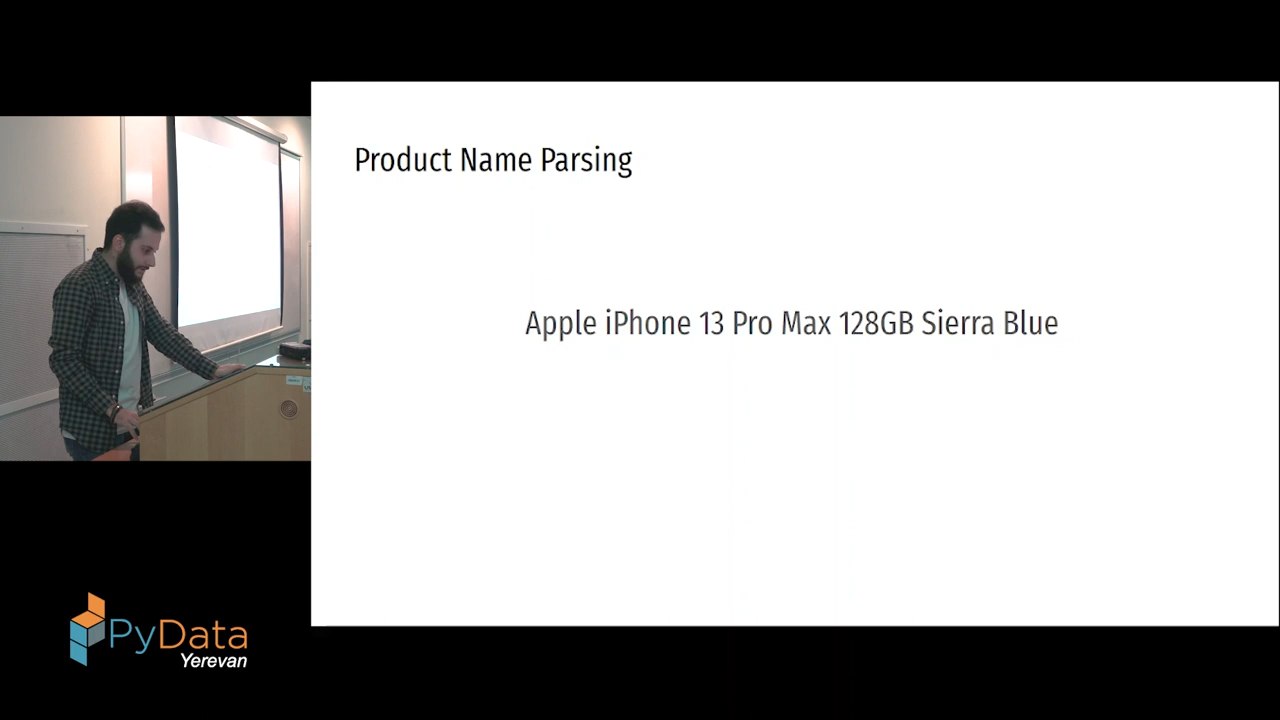 Product Name Parsing
Apple iPhone 13 Pro Max 128GB Sierra Blue
PyData
Yerevan